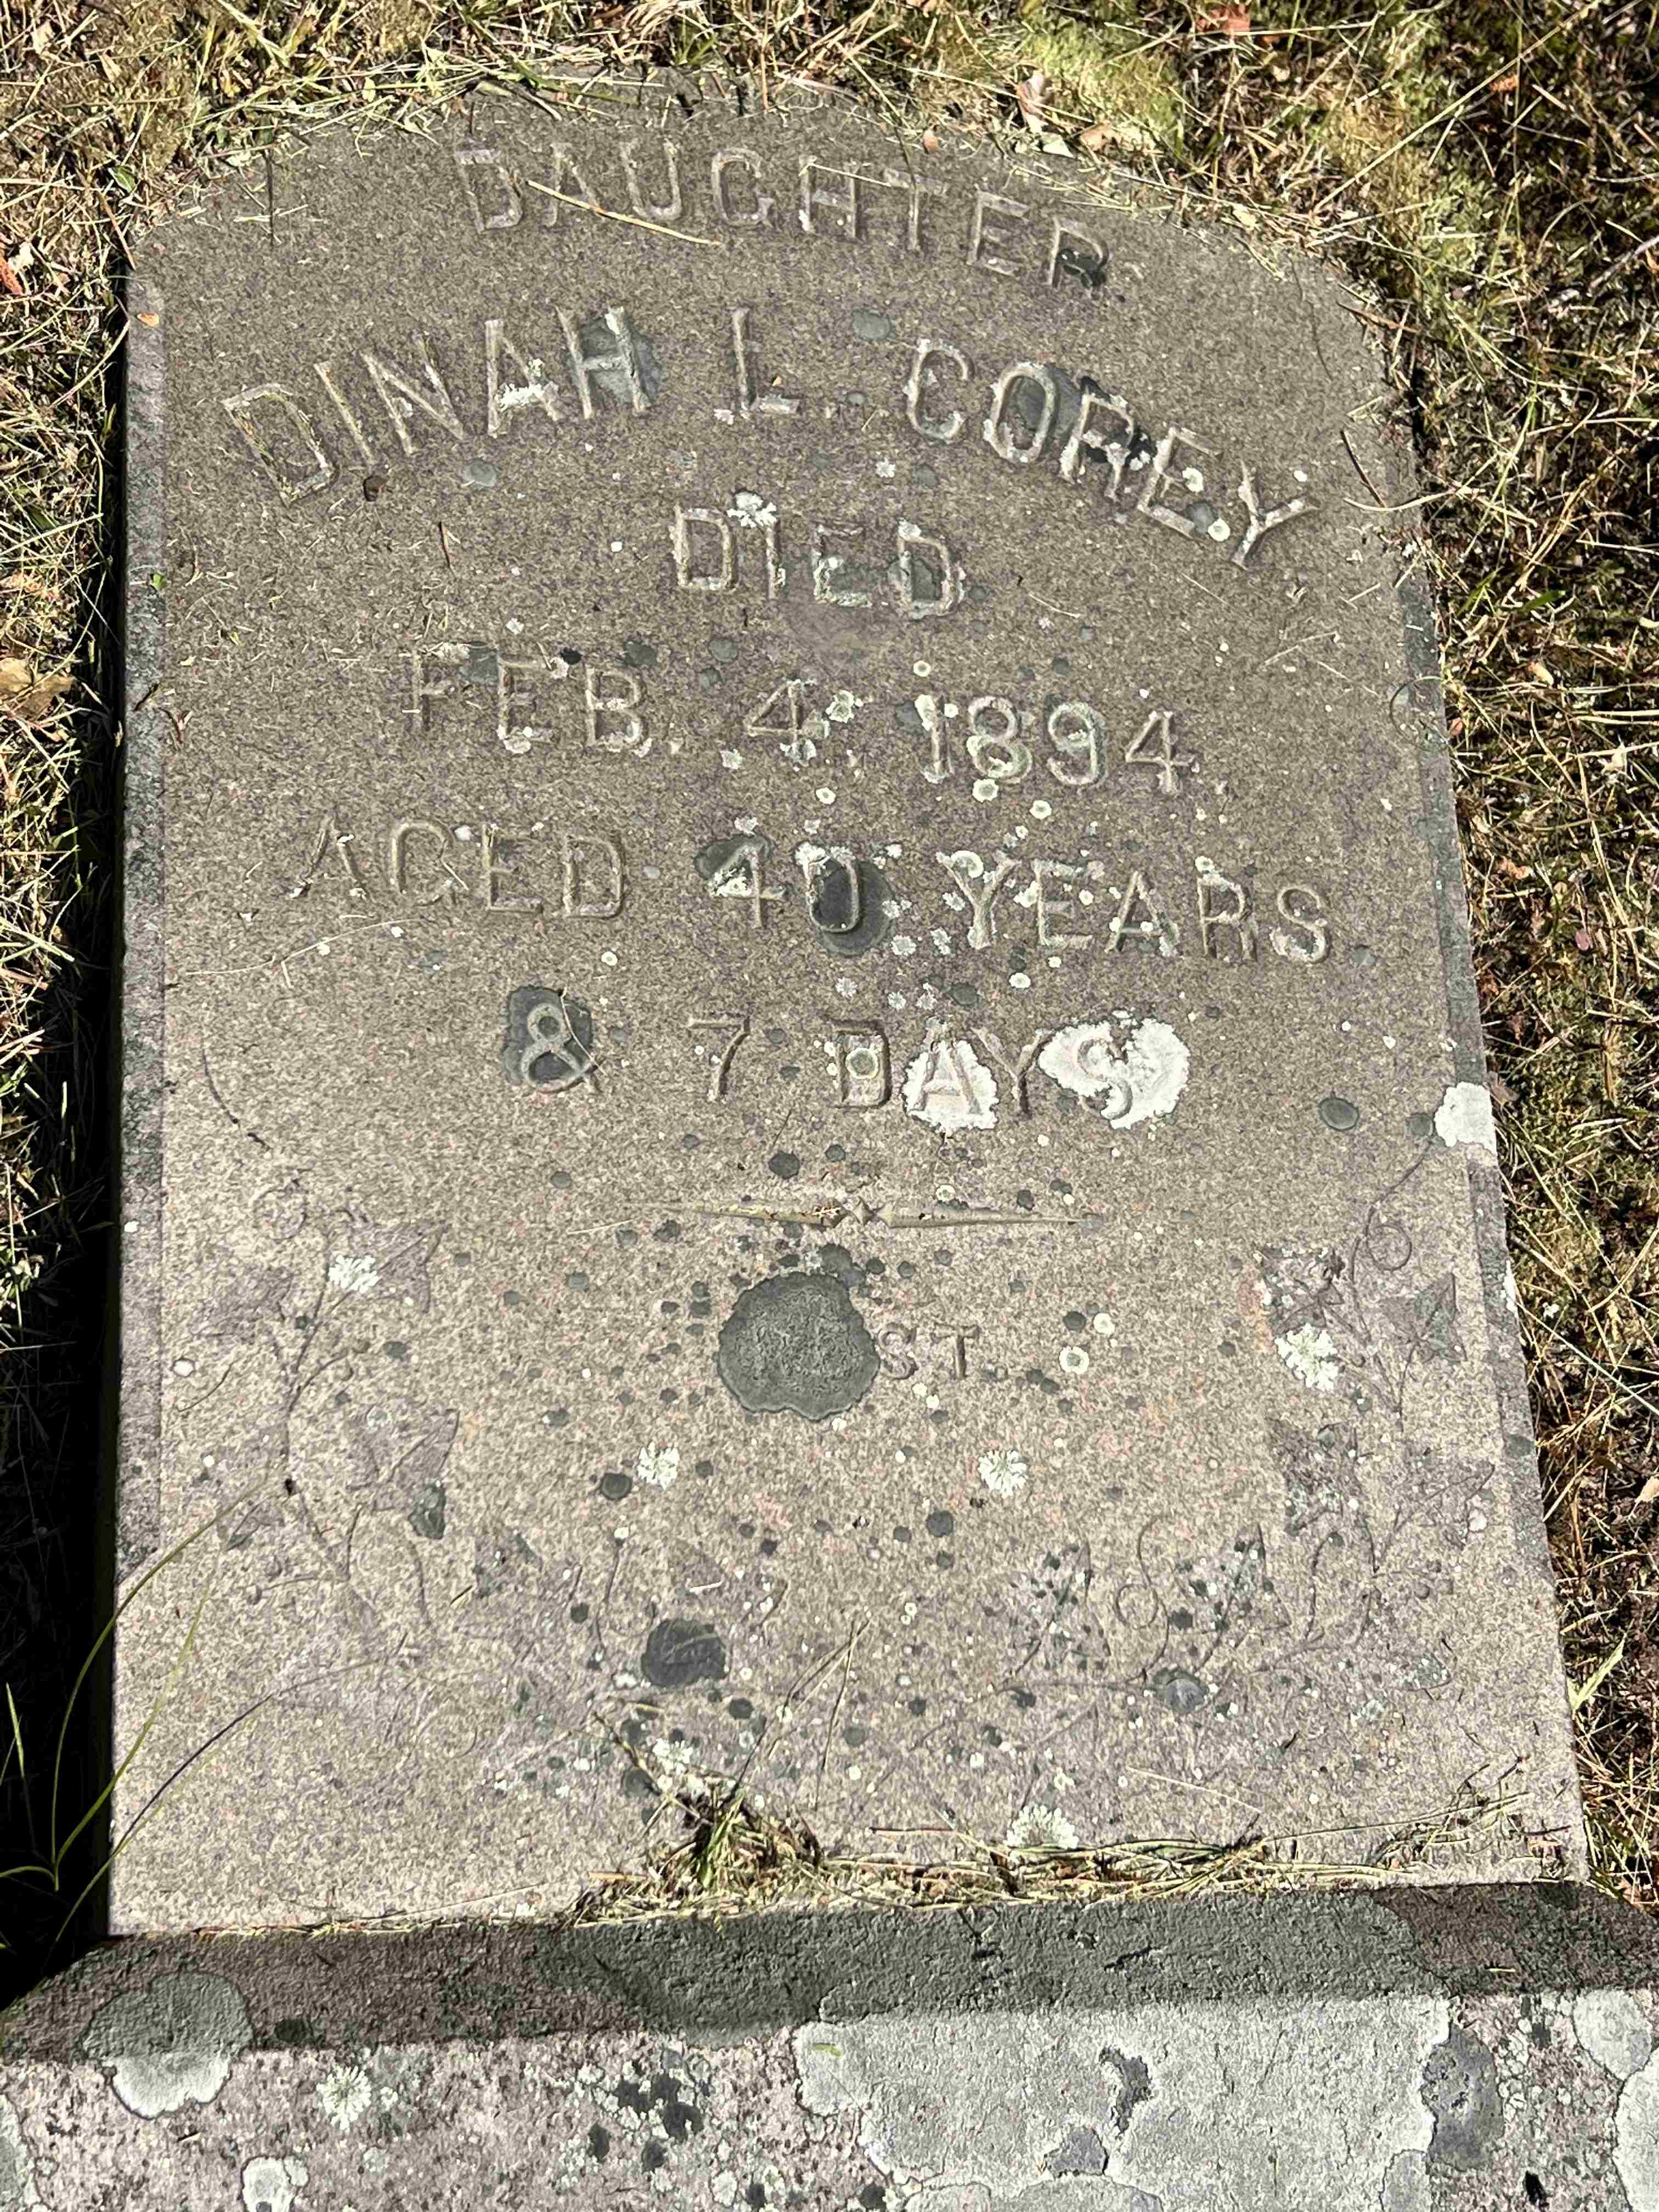 DAUGHTER.
DINAH L. COREY,
DIED
FEB. 4, 1894,
AGED 40 YEARS
& 7 DAYS